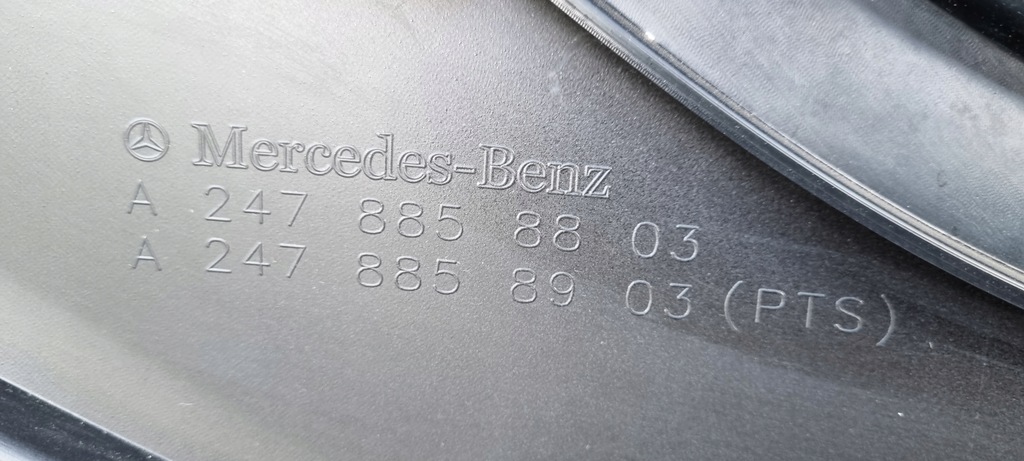 Mercedes-Benz
A 247 885 88 03
A 247 885 89 03 (PTS)